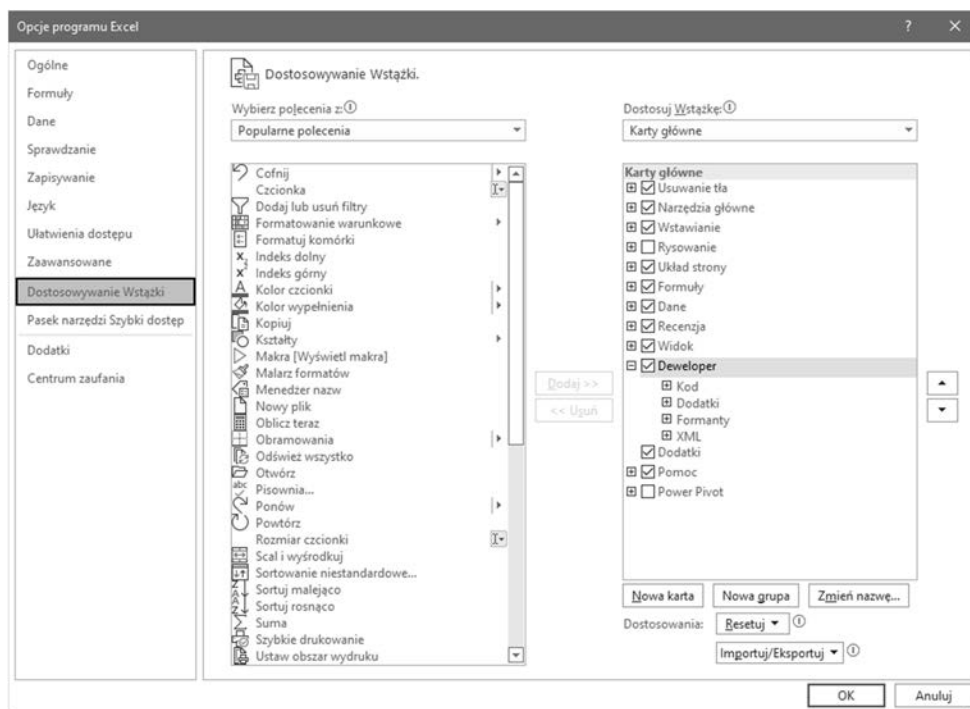 Opcje programu Excel
?
Ogólne
Formuły
Dane
Sprawdzanie
Zapisywanie
Język
Ułatwienia dostępu
Zaawansowane
Dostosowywanie Wstążki
Pasek narzędzi Szybki dostęp
Dodatki
Centrum zaufania
Dostosowywanie Wstążki.
Wybierz polecenia z:
Popularne polecenia
Cofnij
Czcionka
Dodaj lub usuń filtry
Formatowanie warunkowe
Formatuj komórki
Indeks dolny
Indeks górny
Kolor czcionki
Kolor wypełnienia
Kopiuj
Kształty
Makra [Wyświetl makra]
Malarz formatów
Menedżer nazw
Nowy plik
Oblicz teraz
Obramowania
Odśwież wszystko
Otwórz
Pisownia...
Ponów
Powtórz
Rozmiar czcionki
Scal i wyśrodkuj
Sortowanie niestandardowe...
Sortuj malejąco
Sortuj rosnąco
Suma
Szybkie drukowanie
Ustaw obszar wydruku
Dodaj >>
<< Usuń
Dostosuj Wstążkę:
Karty główne
Karty główne
Usuwanie tła
Narzędzia główne
Wstawianie
Rysowanie
Układ strony
Formuły
Dane
Recenzja
Widok
Deweloper
Kod
Dodatki
Formanty
XML
Dodatki
Pomoc
Power Pivot
Nowa karta Nowa grupa Zmień nazwę...
Dostosowania: Resetuj
Importuj/Eksportuj
OK Anuluj